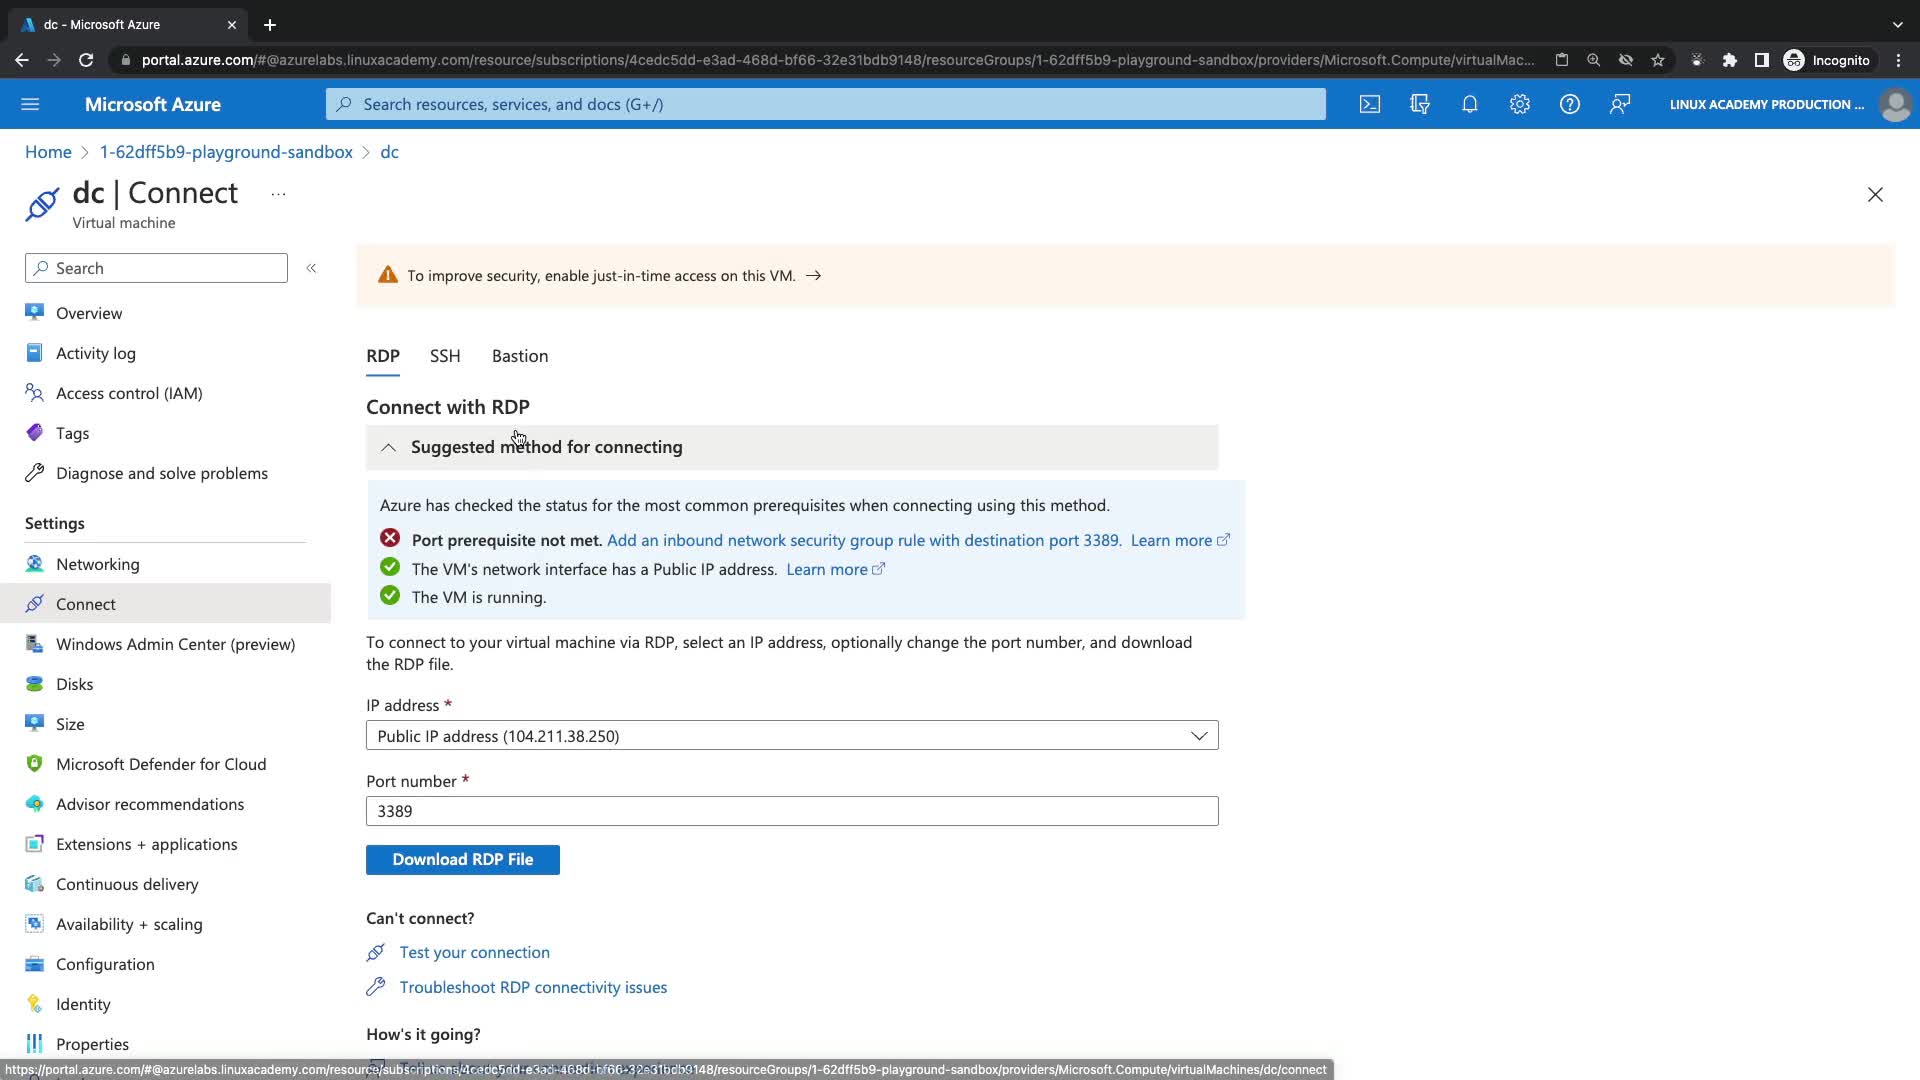 dc - Microsoft Azure
portal.azure.com/#@azurelabs.linuxacademy.com/resource/subscriptions/4cedc5dd-e3ad-468d-bf66-32e31bdb9148/resourceGroups/1-62dff5b9-playground-sandbox/providers/Microsoft.Compute/virtualMac...
Incognito
Microsoft Azure
Search resources, services, and docs (G+/)
LINUX ACADEMY PRODUCTION ...
Home > 1-62dff5b9-playground-sandbox > dc
dc | Connect ...
Virtual machine
Search
Overview
Activity log
Access control (IAM)
Tags
Diagnose and solve problems
Settings
Networking
Connect
Windows Admin Center (preview)
Disks
Size
Microsoft Defender for Cloud
Advisor recommendations
Extensions + applications
Continuous delivery
Availability + scaling
Configuration
Identity
Properties
To improve security, enable just-in-time access on this VM. →
RDP SSH Bastion
Connect with RDP
Suggested method for connecting
Azure has checked the status for the most common prerequisites when connecting using this method.
Port prerequisite not met. Add an inbound network security group rule with destination port 3389. Learn more
The VM's network interface has a Public IP address. Learn more
The VM is running.
To connect to your virtual machine via RDP, select an IP address, optionally change the port number, and download
the RDP file.
IP address *
Public IP address (104.211.38.250)
Port number *
3389
Download RDP File
Can't connect?
Test your connection
Troubleshoot RDP connectivity issues
How's it going?
https://portal.azure.com/#@azurelabs.linuxacademy.com/resource/subscriptions/4cedc5dd-e3ad-468d-bf66-32e31bdb9148/resourceGroups/1-62dff5b9-playground-sandbox/providers/Microsoft.Compute/virtualMachines/dc/connect